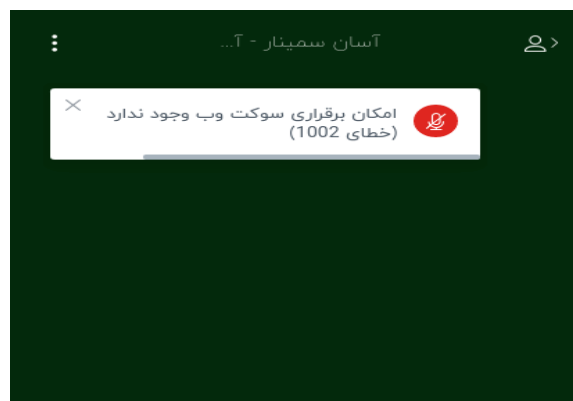 آسان سمینار - آ...
امکان برقراری سوکت وب وجود ندارد
(خطای 1002)